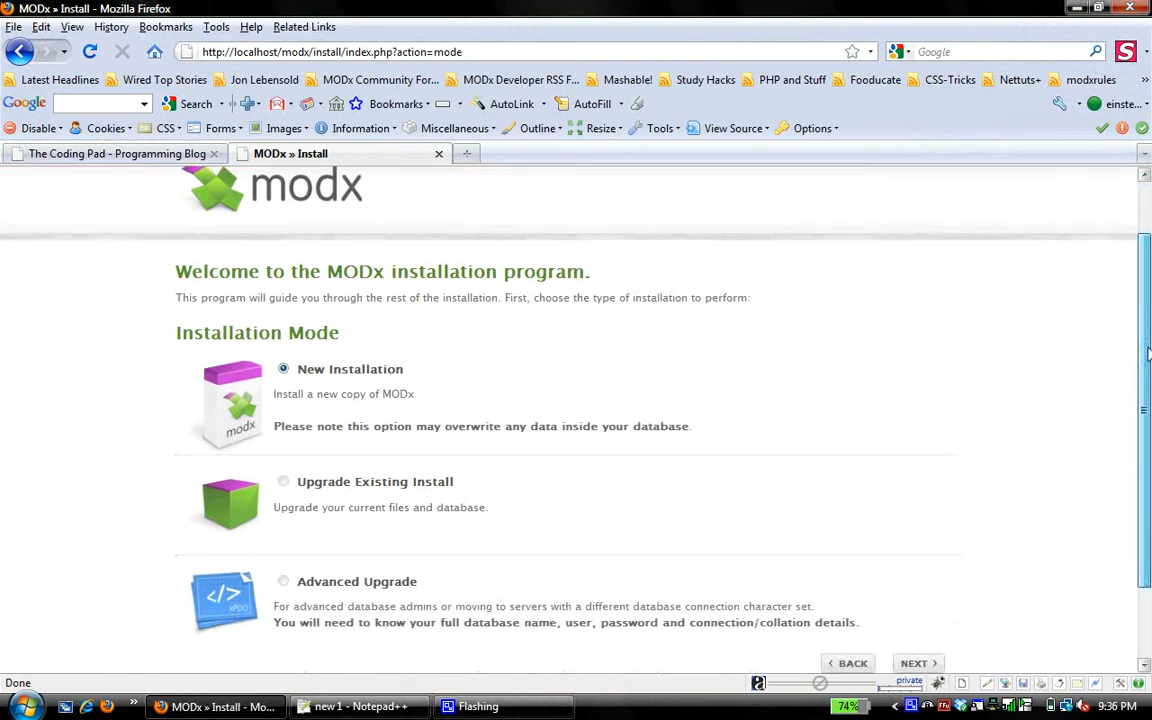 MODx » Install - Mozilla Firefox
File Edit View History Bookmarks Tools Help Related Links
http://localhost/modx/install/index.php?action=mode
Google
Latest Headlines Wired Top Stories Jon Lebensold MODx Community For... MODx Developer RSS F... Mashable! Study Hacks PHP and Stuff Fooducate CSS-Tricks Nettuts+ modxrules
Google Search Bookmarks AutoLink AutoFill einste...
Disable Cookies CSS Forms Images Information Miscellaneous Outline Resize Tools View Source Options
The Coding Pad - Programming Blog MODx » Install
modx
Welcome to the MODx installation program.
This program will guide you through the rest of the installation. First, choose the type of installation to perform:
Installation Mode
New Installation
Install a new copy of MODx
modx
Please note this option may overwrite any data inside your database.
Upgrade Existing Install
Upgrade your current files and database.
Advanced Upgrade
</>
xPDO
For advanced database admins or moving to servers with a different database connection character set.
You will need to know your full database name, user, password and connection/collation details.
BACK NEXT
Done private
MODx » Install - Mo... new 1 - Notepad++ Flashing 74% 9:36 PM